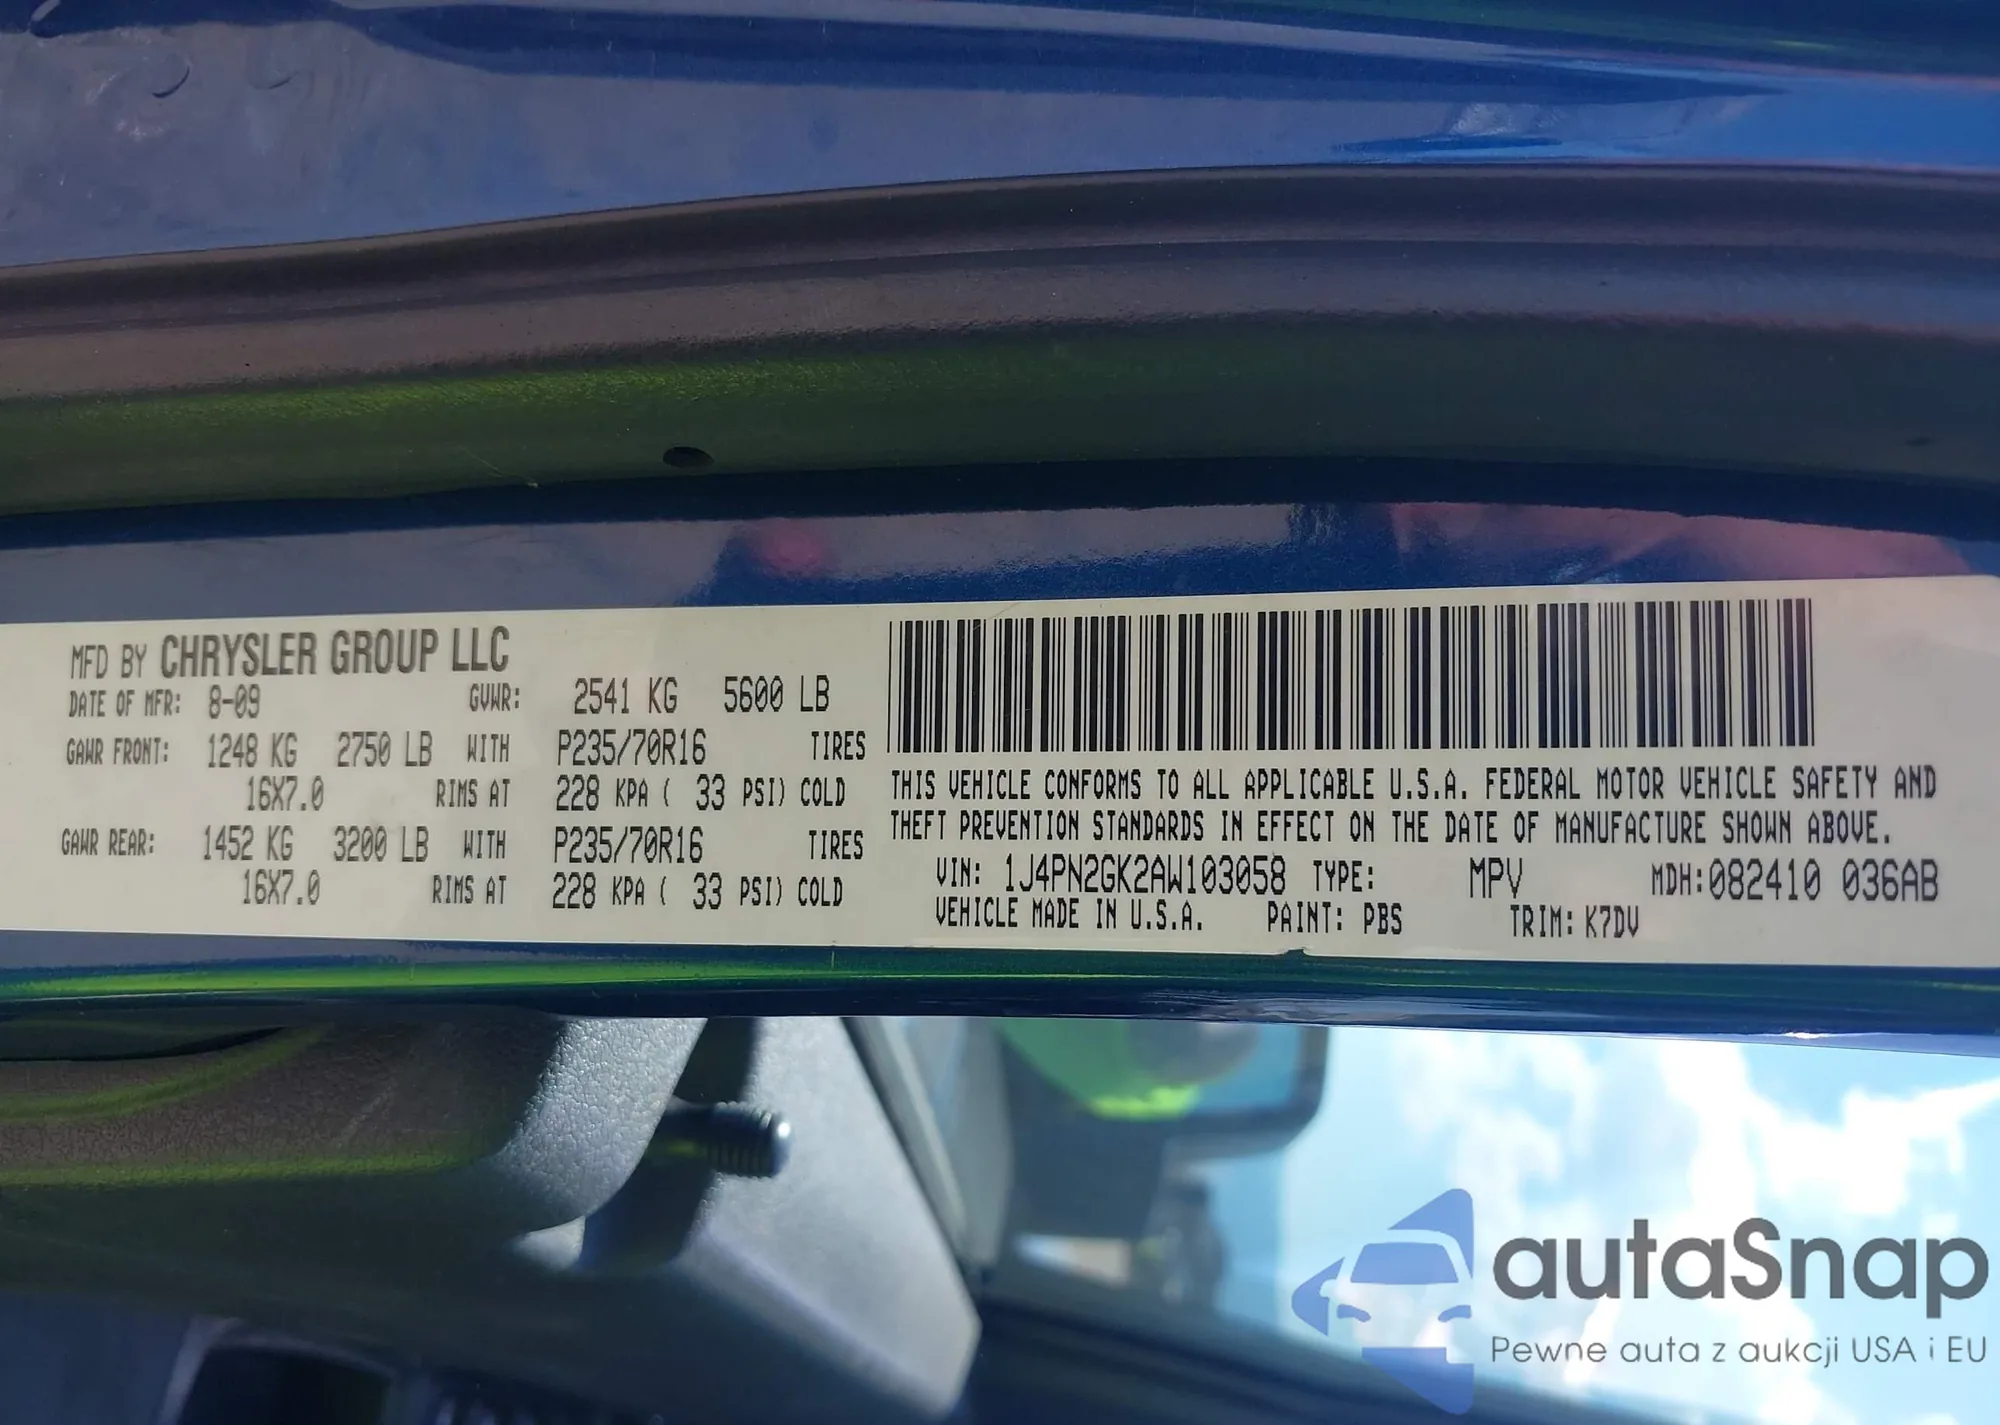 MFD BY CHRYSLER GROUP LLC
DATE OF MFR: 8-09 GVWR: 2541 KG 5600 LB
GAWR FRONT: 1248 KG 2750 LB WITH P235/70R16 TIRES
16X7.0 RIMS AT 228 KPA ( 33 PSI) COLD
GAWR REAR: 1452 KG 3200 LB WITH P235/70R16 TIRES
16X7.0 RIMS AT 228 KPA ( 33 PSI) COLD
THIS VEHICLE CONFORMS TO ALL APPLICABLE U.S.A. FEDERAL MOTOR VEHICLE SAFETY AND
THEFT PREVENTION STANDARDS IN EFFECT ON THE DATE OF MANUFACTURE SHOWN ABOVE.
VIN: 1J4PN2GK2AW103058 TYPE: MPV MDH:082410 036AB
VEHICLE MADE IN U.S.A. PAINT: PBS TRIM: K7DV
autaSnap
Pewne auta z aukcji USA i EU